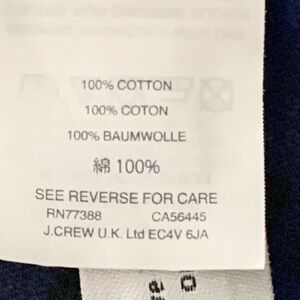 100% COTTON
100% COTON
100% BAUMWOLLE
綿 100%
SEE REVERSE FOR CARE
RN77388 CA56445
J.CREW U.K. Ltd EC4V 6JA